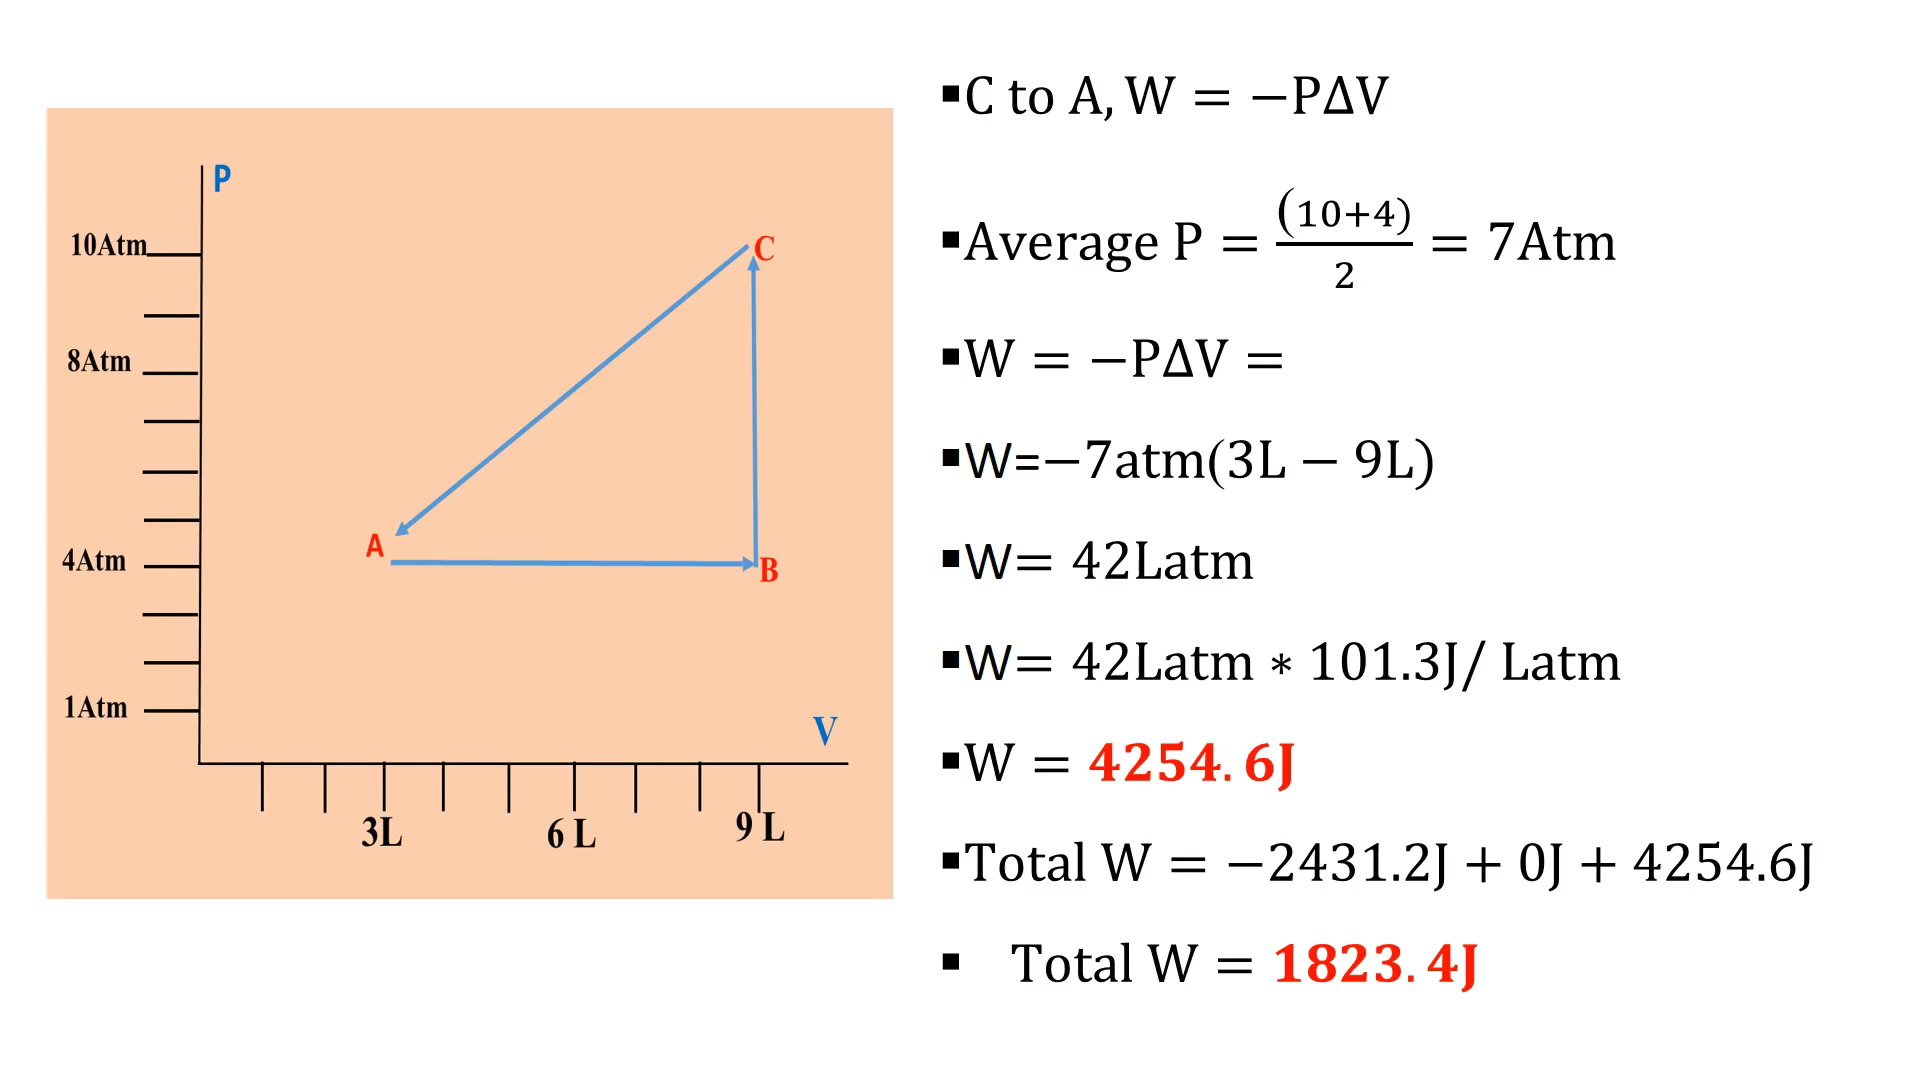 P
10Atm
C
8Atm
A
4Atm
B
1Atm
V
3L
6 L
9 L
▪C to A, W = −PΔV
▪Average P = (10+4)/2 = 7Atm
▪W = −PΔV =
▪W=−7atm(3L − 9L)
▪W= 42Latm
▪W= 42Latm ∗ 101.3J/ Latm
▪W = 4254.6J
▪Total W = −2431.2J + 0J + 4254.6J
▪ Total W = 1823.4J